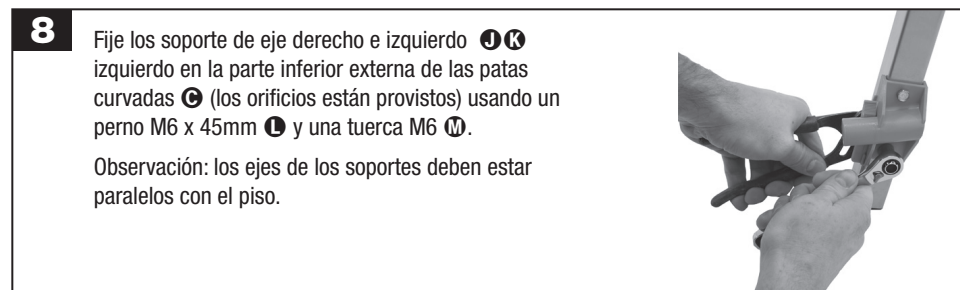 8
Fije los soporte de eje derecho e izquierdo J K
izquierdo en la parte inferior externa de las patas
curvadas C (los orificios están provistos) usando un
perno M6 x 45mm L y una tuerca M6 M.
Observación: los ejes de los soportes deben estar
paralelos con el piso.